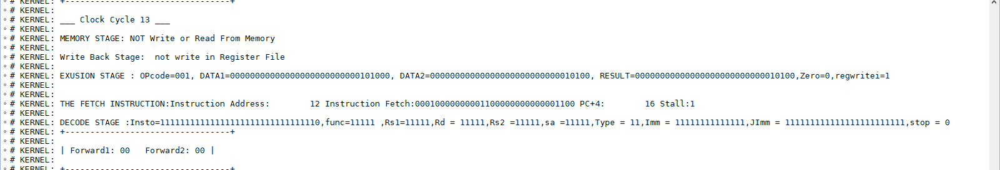 # KERNEL: +---------------------------------+
# KERNEL:
# KERNEL: ___ Clock Cycle 13 ___
# KERNEL:
# KERNEL: MEMORY STAGE: NOT Write or Read From Memory
# KERNEL:
# KERNEL: Write Back Stage:  not write in Register File
# KERNEL:
# KERNEL: EXUSION STAGE : OPcode=001, DATA1=00000000000000000000000000101000, DATA2=00000000000000000000000000010100, RESULT=00000000000000000000000000010100,Zero=0,regwritei=1
# KERNEL:
# KERNEL:
# KERNEL: THE FETCH INSTRUCTION:Instruction Address:        12 Instruction Fetch:00010000000001100000000000001100 PC+4:        16 Stall:1
# KERNEL:
# KERNEL: DECODE STAGE :Insto=11111111111111111111111111111110,func=11111 ,Rs1=11111,Rd = 11111,Rs2 =11111,sa =11111,Type = 11,Imm = 11111111111111,JImm = 111111111111111111111111,stop = 0
# KERNEL: +---------------------------------+
# KERNEL:
# KERNEL: | Forward1: 00   Forward2: 00 |
# KERNEL:
# KERNEL: +---------------------------------+